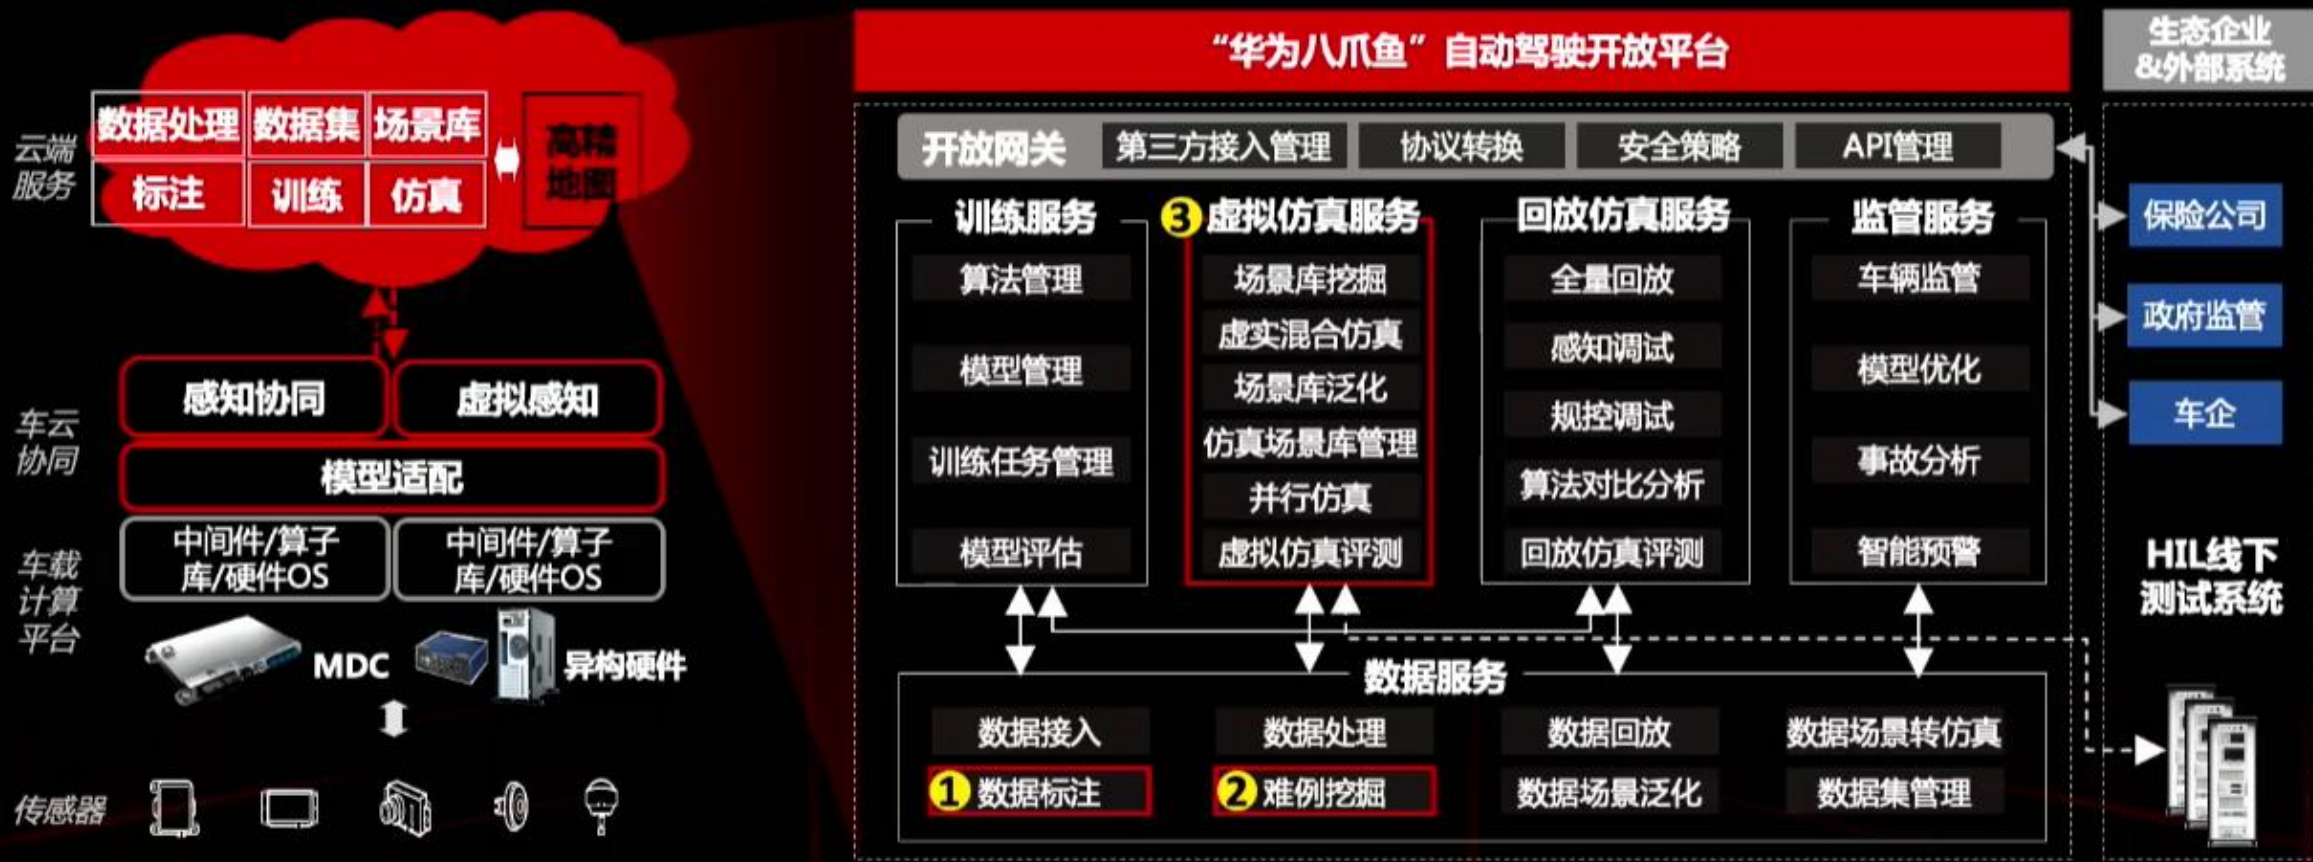 云端
服务
数据处理
数据集
场景库
标注
训练
仿真
高精
地图
车云
协同
感知协同
虚拟感知
模型适配
车载
计算
平台
中间件/算子
库/硬件OS
中间件/算子
库/硬件OS
MDC
异构硬件
传感器
“华为八爪鱼”自动驾驶开放平台
开放网关
第三方接入管理
协议转换
安全策略
API管理
训练服务
算法管理
模型管理
训练任务管理
模型评估
3
虚拟仿真服务
场景库挖掘
虚实混合仿真
场景库泛化
仿真场景库管理
并行仿真
虚拟仿真评测
回放仿真服务
全量回放
感知调试
规控调试
算法对比分析
回放仿真评测
监管服务
车辆监管
模型优化
事故分析
智能预警
数据服务
数据接入
数据处理
数据回放
数据场景转仿真
1 数据标注
2 难例挖掘
数据场景泛化
数据集管理
生态企业
&外部系统
保险公司
政府监管
车企
HIL线下
测试系统